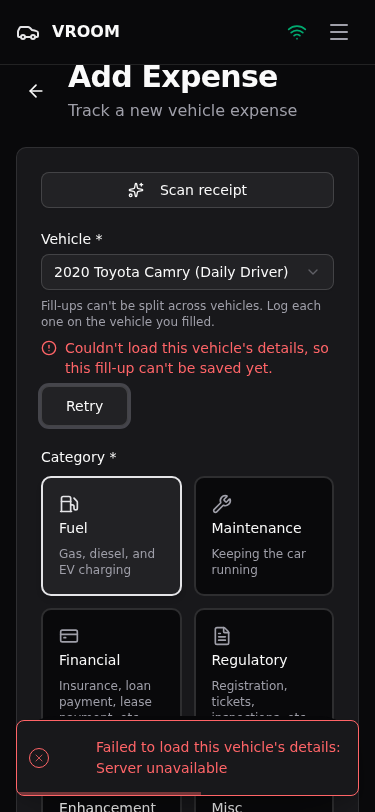 VROOM
Add Expense
Track a new vehicle expense
Scan receipt
Vehicle *
2020 Toyota Camry (Daily Driver)
Fill-ups can't be split across vehicles. Log each
one on the vehicle you filled.
Couldn't load this vehicle's details, so
this fill-up can't be saved yet.
Retry
Category *
Fuel
Gas, diesel, and
EV charging
Maintenance
Keeping the car
running
Financial
Insurance, loan
payment, lease
Regulatory
Registration,
tickets,
Failed to load this vehicle's details:
Server unavailable
Enhancement
Misc